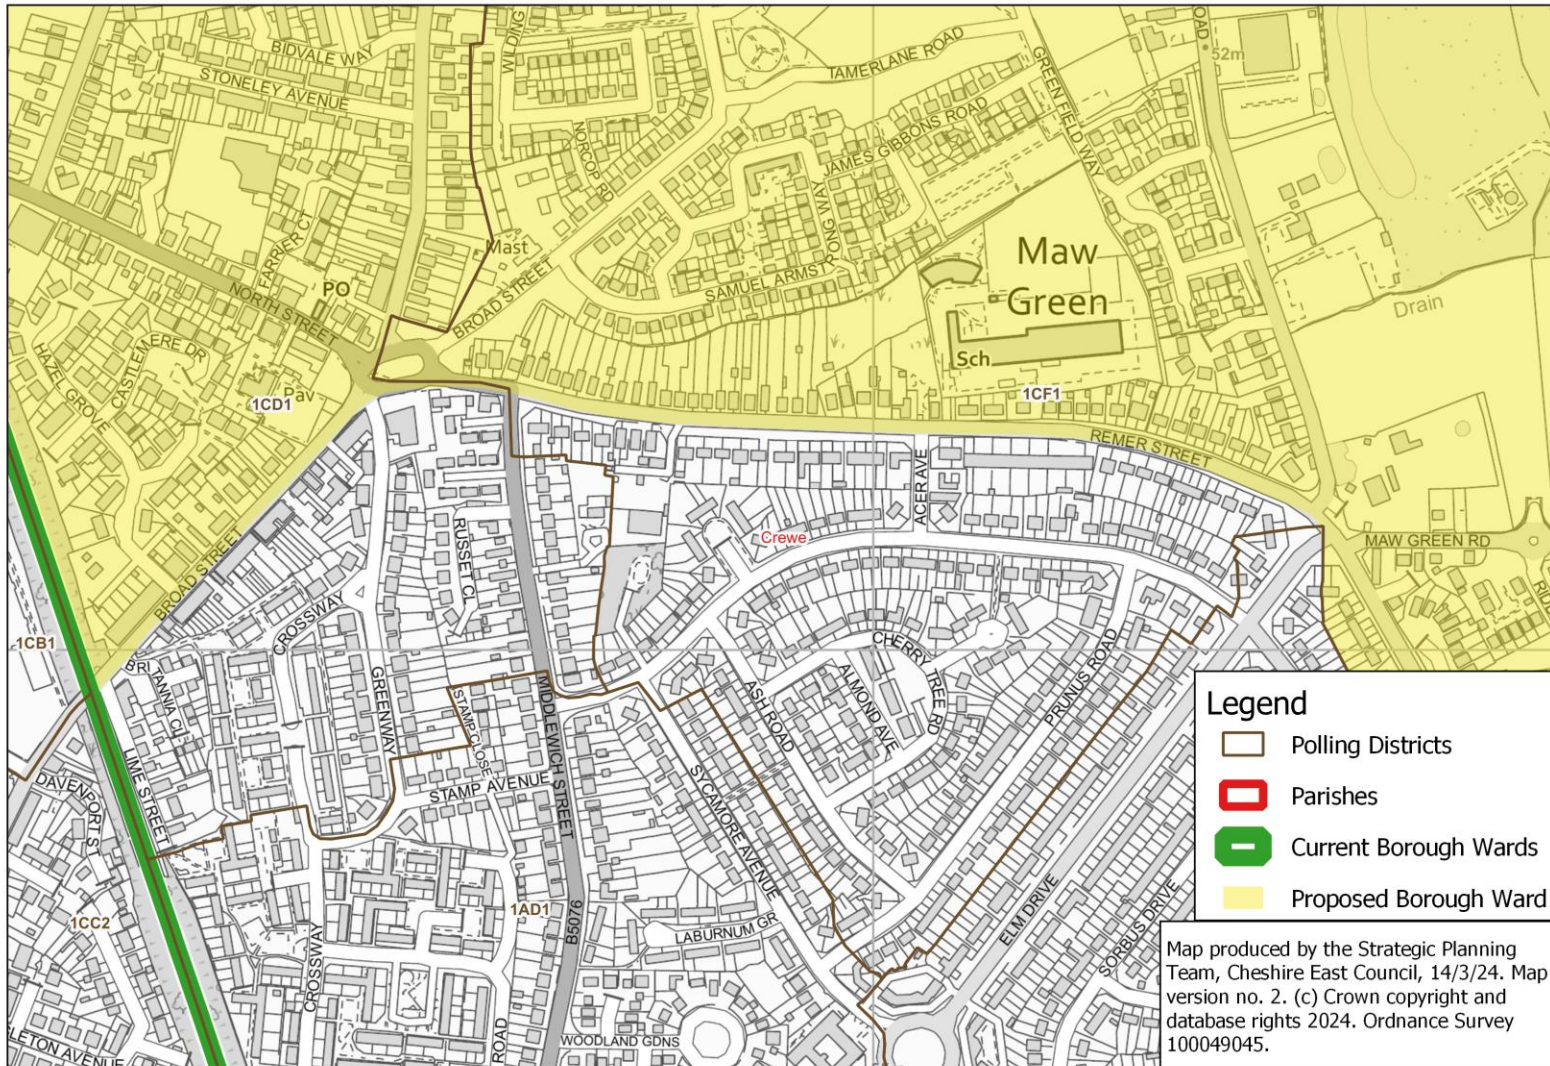 BIDVALE WAY
STONELEY AVENUE
WILDING
NORCOP RD
TAMERLANE ROAD
JAMES GIBBONS ROAD
GREEN FIELD WAY
ROAD
52m
Mast
BROAD STREET
SAMUEL ARMSTRONG WAY
Maw
Green
Sch
Drain
FARRIER CT
PO
NORTH STREET
CASTLEMERE DR
HAZEL GROVE
Pav
1CD1
1CF1
REMER STREET
MAW GREEN RD
ACER AVE
Crewe
RUSSET CL
BROAD STREET
CROSSWAY
1CB1
BRITANNIA CL
GREENWAY
STAMP CLOSE
MIDDLEWICH STREET
CHERRY TREE RD
ALMOND AVE
ASH ROAD
PRUNUS ROAD
LIME STREET
DAVENPORT ST
STAMP AVENUE
SYCAMORE AVENUE
ELM DRIVE
SORBUS DRIVE
1CC2
1AD1
B5076
LABURNUM GR
CROSSWAY
ROAD
WOODLAND GDNS
LETON AVENUE
Legend
Polling Districts
Parishes
Current Borough Wards
Proposed Borough Ward
Map produced by the Strategic Planning
Team, Cheshire East Council, 14/3/24. Map
version no. 2. (c) Crown copyright and
database rights 2024. Ordnance Survey
100049045.